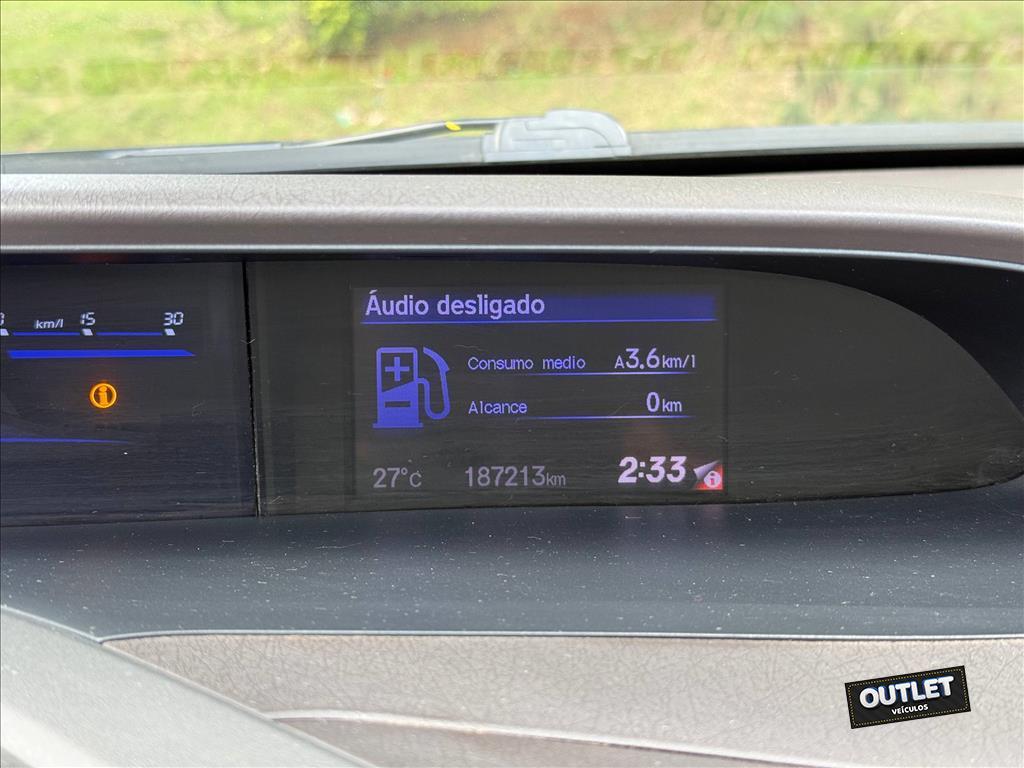 Áudio desligado
km/l 15 30
Consumo medio A3.6km/l
Alcance 0km
27°C 187213km 2:33
OUTLET
VEÍCULOS